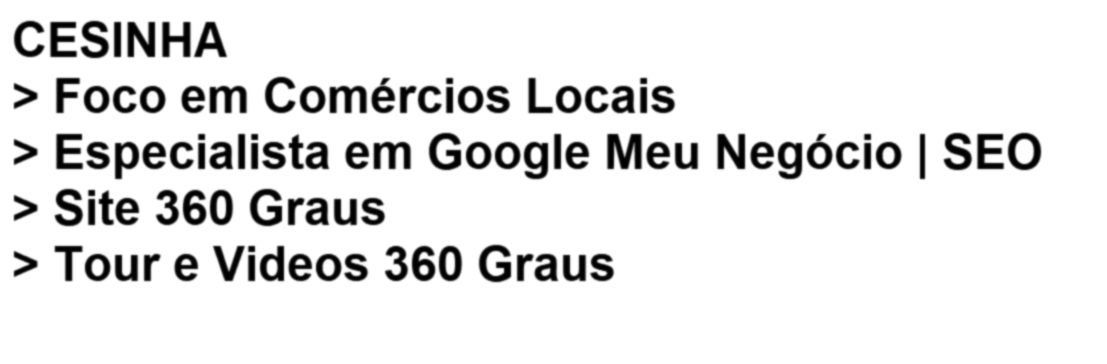 CESINHA
> Foco em Comércios Locais
> Especialista em Google Meu Negócio | SEO
> Site 360 Graus
> Tour e Videos 360 Graus